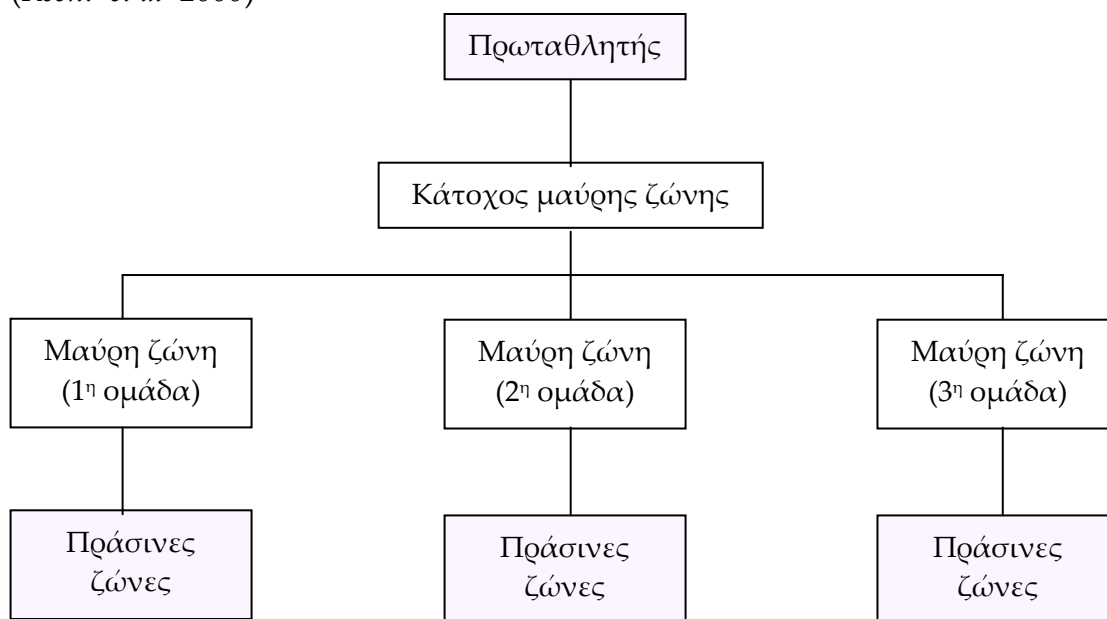 2000)
Πρωταθλητής
Κάτοχος μαύρης ζώνης
Μαύρη ζώνη
(1η ομάδα)
Μαύρη ζώνη
(2η ομάδα)
Μαύρη ζώνη
(3η ομάδα)
Πράσινες
ζώνες
Πράσινες
ζώνες
Πράσινες
ζώνες